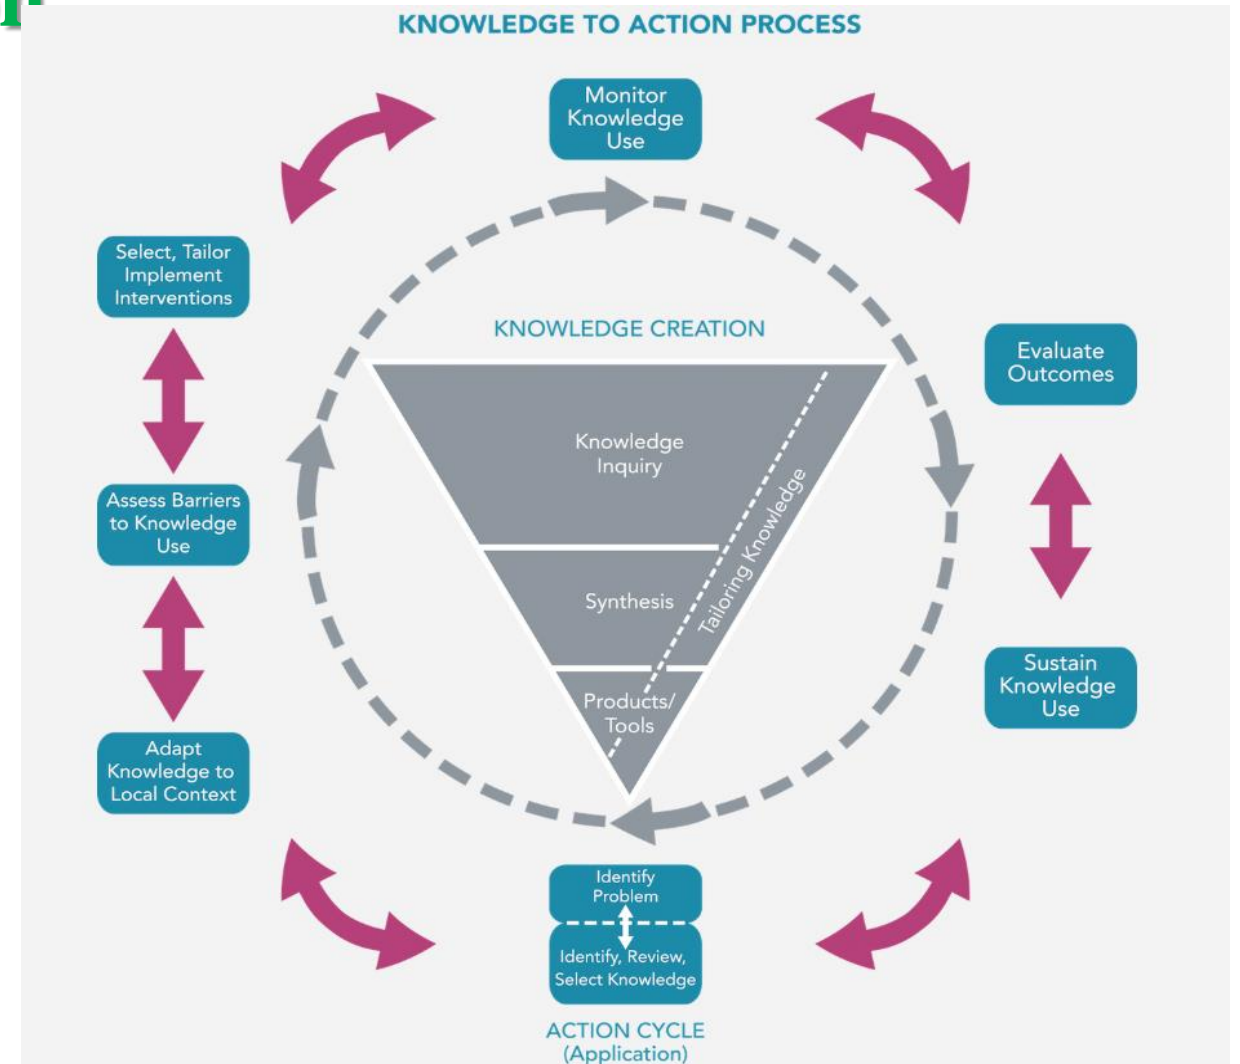 KNOWLEDGE TO ACTION PROCESS
Monitor
Knowledge
Use
Select, Tailor
Implement
Interventions
KNOWLEDGE CREATION
Evaluate
Outcomes
Knowledge
Inquiry
Assess Barriers
to Knowledge
Use
Tailoring Knowledge
Synthesis
Sustain
Knowledge
Use
Products/
Tools
Adapt
Knowledge to
Local Context
Identify
Problem
Identify, Review,
Select Knowledge
ACTION CYCLE
(Application)